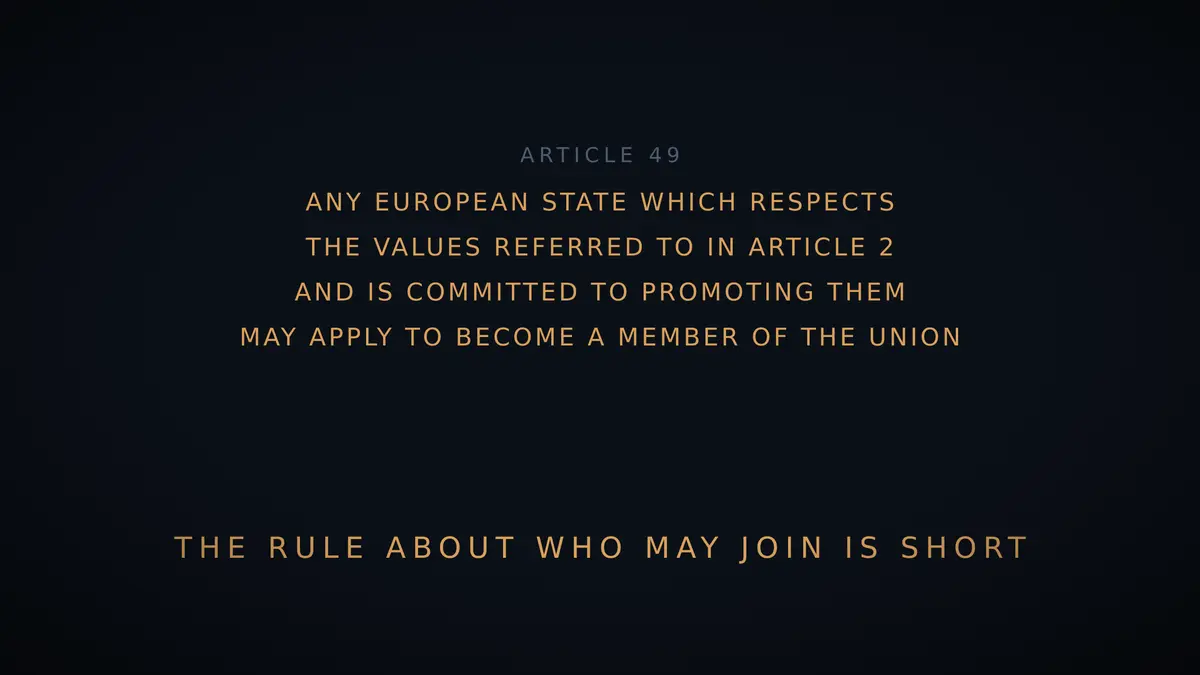 ARTICLE 49
ANY EUROPEAN STATE WHICH RESPECTS
THE VALUES REFERRED TO IN ARTICLE 2
AND IS COMMITTED TO PROMOTING THEM
MAY APPLY TO BECOME A MEMBER OF THE UNION
THE RULE ABOUT WHO MAY JOIN IS SHORT